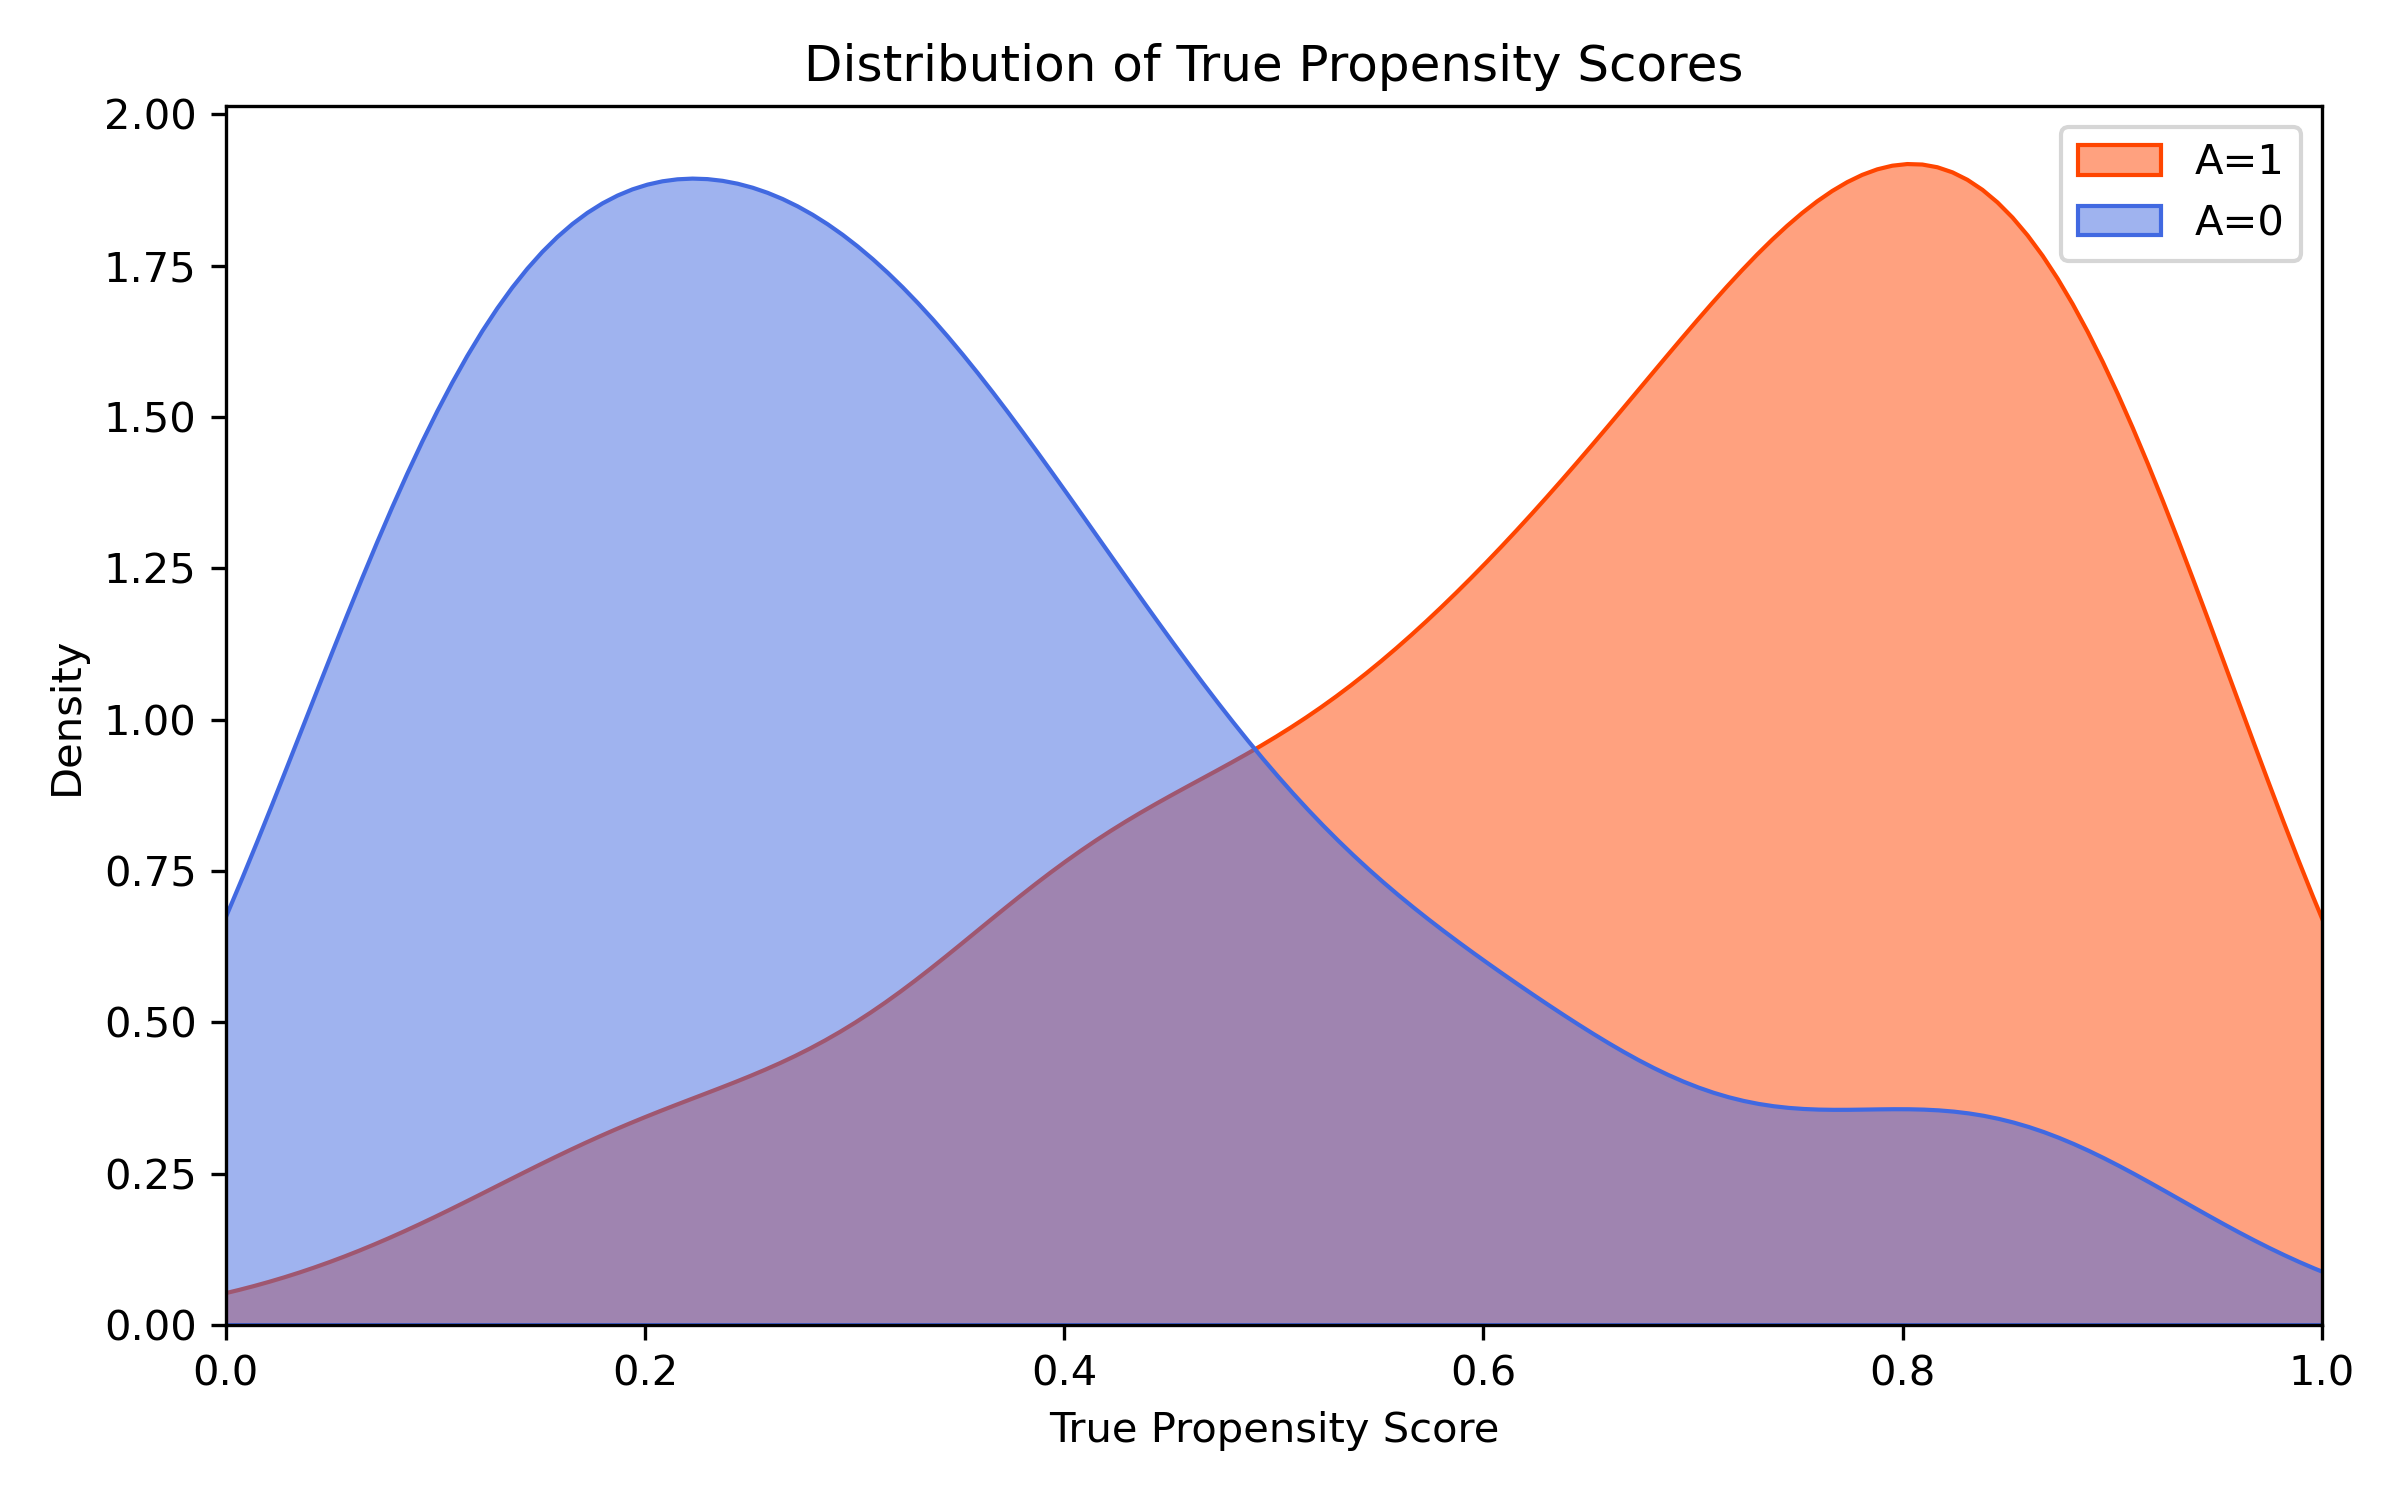 Distribution of True Propensity Scores
2.00
1.75
1.50
1.25
1.00
0.75
0.50
0.25
0.00
Density
A=1
A=0
0.0 0.2 0.4 0.6 0.8 1.0
True Propensity Score